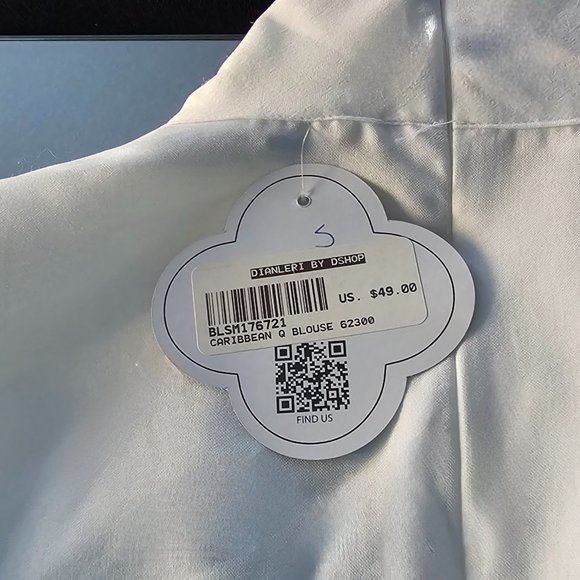 S
DIANLERI BY DSHOP
US. $49.00
BLSM176721
CARIBBEAN Q BLOUSE 62300
FIND US